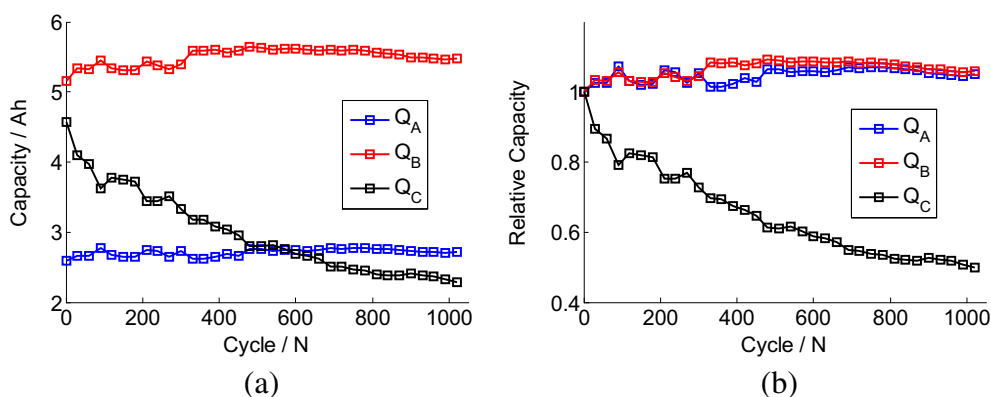 6
5
4
3
2
Capacity / Ah
Q_A
Q_B
Q_C
0 200 400 600 800 1000
Cycle / N
(a)
1
0.8
0.6
0.4
Relative Capacity
Q_A
Q_B
Q_C
0 200 400 600 800 1000
Cycle / N
(b)